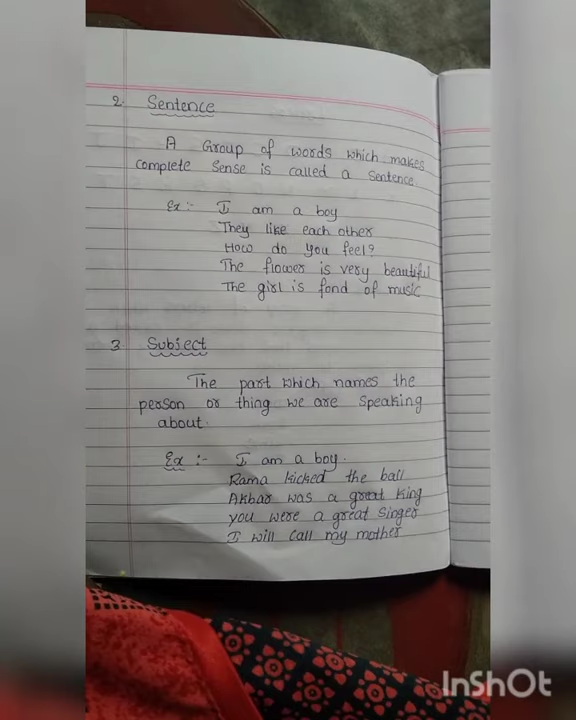 2. Sentence
A Group of words which makes
complete Sense is called a Sentence.
Ex :- I am a boy
They like each other
How do you feel?
The flower is very beautiful
The girl is fond of music
3 Subject
The part which names the
person or thing we are speaking
about.
Ex :- I am a boy.
Rama kicked the ball
Akbar was a great king
you were a great singer
I will call my mother
InShOt